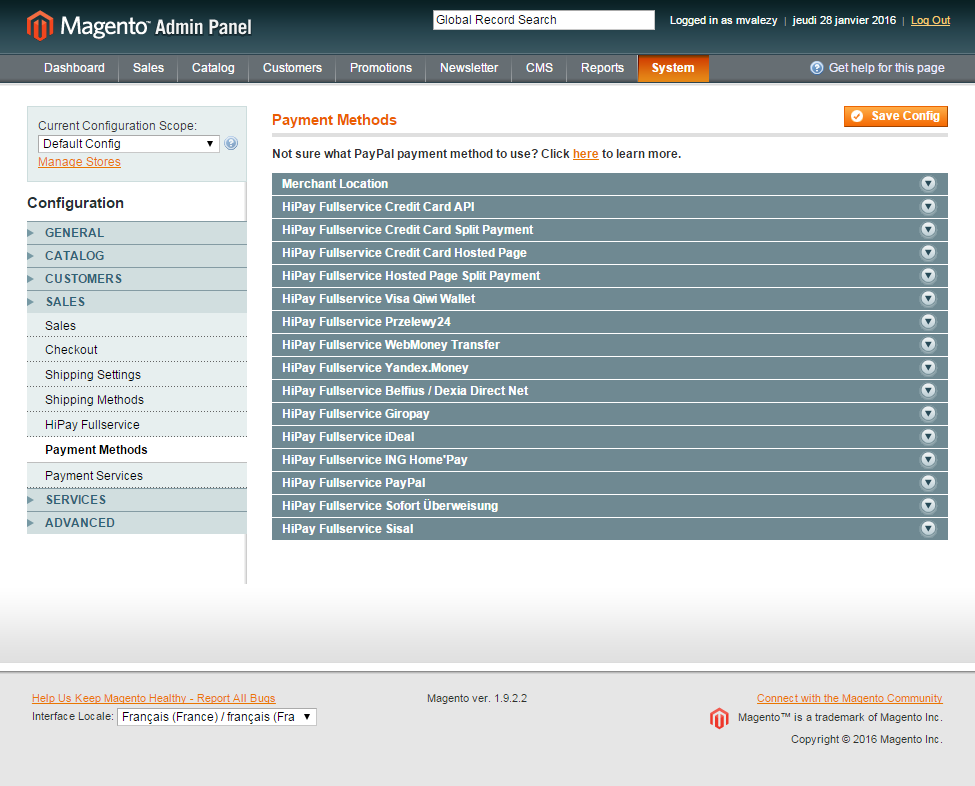 Magento™ Admin Panel
Global Record Search
Logged in as mvalezy | jeudi 28 janvier 2016 | Log Out
Dashboard Sales Catalog Customers Promotions Newsletter CMS Reports System Get help for this page
Current Configuration Scope:
Default Config
Manage Stores
Configuration
GENERAL
CATALOG
CUSTOMERS
SALES
Sales
Checkout
Shipping Settings
Shipping Methods
HiPay Fullservice
Payment Methods
Payment Services
SERVICES
ADVANCED
Payment Methods
Save Config
Not sure what PayPal payment method to use? Click here to learn more.
Merchant Location
HiPay Fullservice Credit Card API
HiPay Fullservice Credit Card Split Payment
HiPay Fullservice Credit Card Hosted Page
HiPay Fullservice Hosted Page Split Payment
HiPay Fullservice Visa Qiwi Wallet
HiPay Fullservice Przelewy24
HiPay Fullservice WebMoney Transfer
HiPay Fullservice Yandex.Money
HiPay Fullservice Belfius / Dexia Direct Net
HiPay Fullservice Giropay
HiPay Fullservice iDeal
HiPay Fullservice ING Home'Pay
HiPay Fullservice PayPal
HiPay Fullservice Sofort Überweisung
HiPay Fullservice Sisal
Help Us Keep Magento Healthy - Report All Bugs
Interface Locale: Français (France) / français (Fra
Magento ver. 1.9.2.2
Connect with the Magento Community
Magento™ is a trademark of Magento Inc.
Copyright © 2016 Magento Inc.